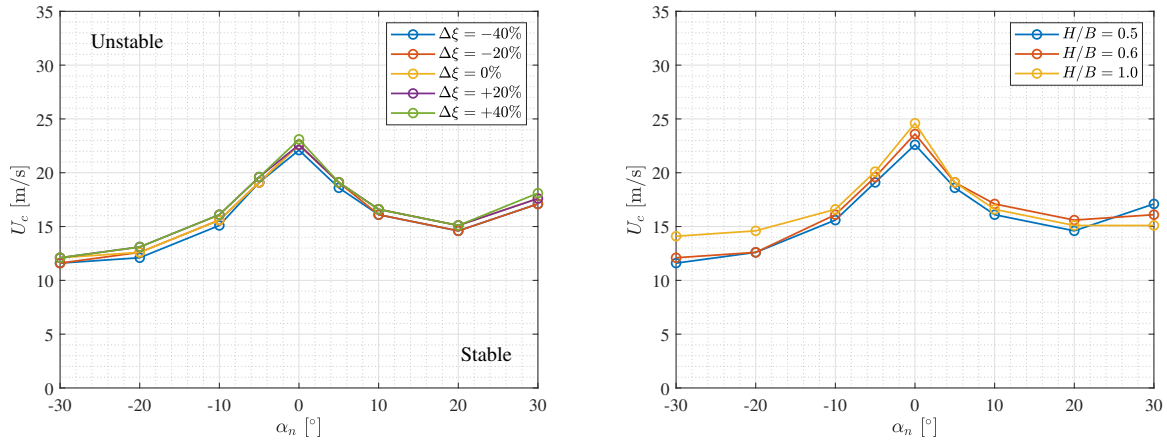 35
30
25
20
15
10
5
0
U_c [m/s]
Unstable
Stable
Δξ = −40%
Δξ = −20%
Δξ = 0%
Δξ = +20%
Δξ = +40%
-30 -20 -10 0 10 20 30
α_n [°]
35
30
25
20
15
10
5
0
U_c [m/s]
H/B = 0.5
H/B = 0.6
H/B = 1.0
-30 -20 -10 0 10 20 30
α_n [°]